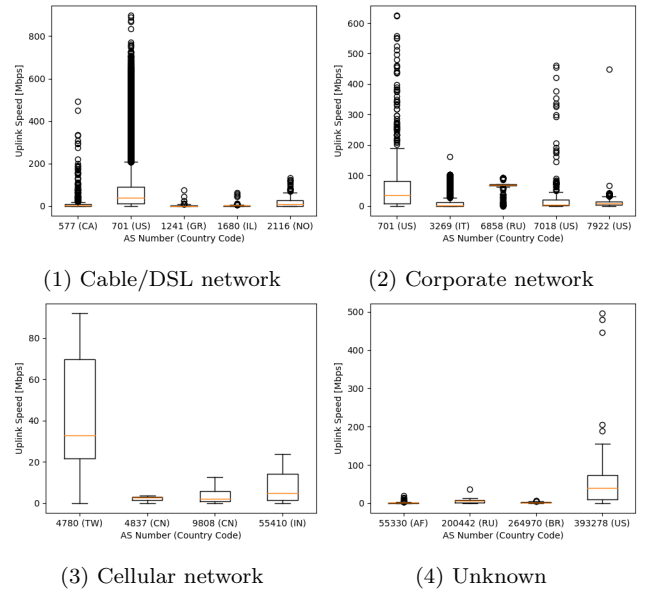 800
600
400
200
0
Uplink Speed [Mbps]
577 (CA) 701 (US) 1241 (GR) 1680 (IL) 2116 (NO)
AS Number (Country Code)
(1) Cable/DSL network
600
500
400
300
200
100
0
Uplink Speed [Mbps]
701 (US) 3269 (IT) 6858 (RU) 7018 (US) 7922 (US)
AS Number (Country Code)
(2) Corporate network
80
60
40
20
0
Uplink Speed [Mbps]
4780 (TW) 4837 (CN) 9808 (CN) 55410 (IN)
AS Number (Country Code)
(3) Cellular network
500
400
300
200
100
0
Uplink Speed [Mbps]
55330 (AF) 200442 (RU) 264970 (BR) 393278 (US)
AS Number (Country Code)
(4) Unknown